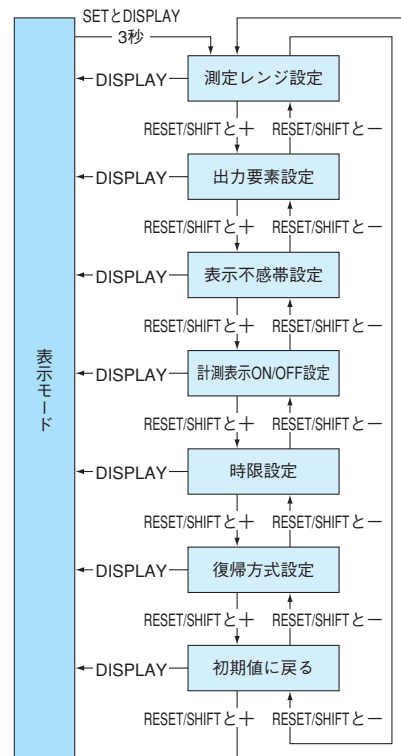 SETとDISPLAY
3秒
DISPLAY
測定レンジ設定
RESET/SHIFTと＋
RESET/SHIFTとー
DISPLAY
出力要素設定
RESET/SHIFTと＋
RESET/SHIFTとー
DISPLAY
表示不感帯設定
RESET/SHIFTと＋
RESET/SHIFTとー
表示モード
DISPLAY
計測表示ON/OFF設定
RESET/SHIFTと＋
RESET/SHIFTとー
DISPLAY
時限設定
RESET/SHIFTと＋
RESET/SHIFTとー
DISPLAY
復帰方式設定
RESET/SHIFTと＋
RESET/SHIFTとー
DISPLAY
初期値に戻る
RESET/SHIFTと＋
RESET/SHIFTとー